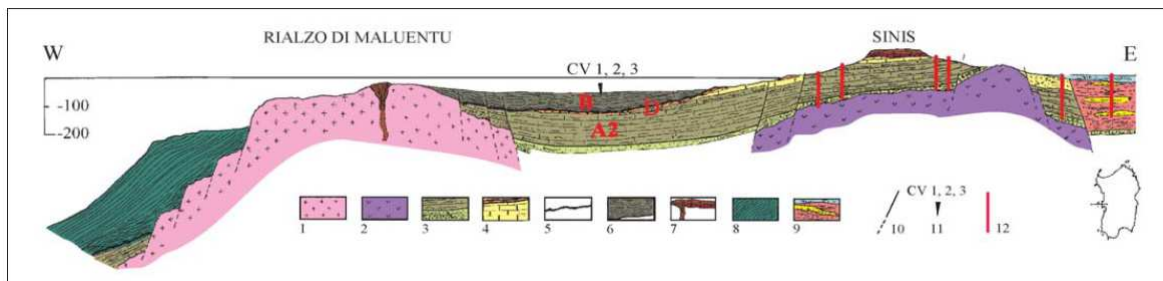 RIALZO DI MALUENTU
SINIS
W
E
CV 1, 2, 3
-100
-200
B
D
A2
CV 1, 2, 3
1
2
3
4
5
6
7
8
9
10
11
12